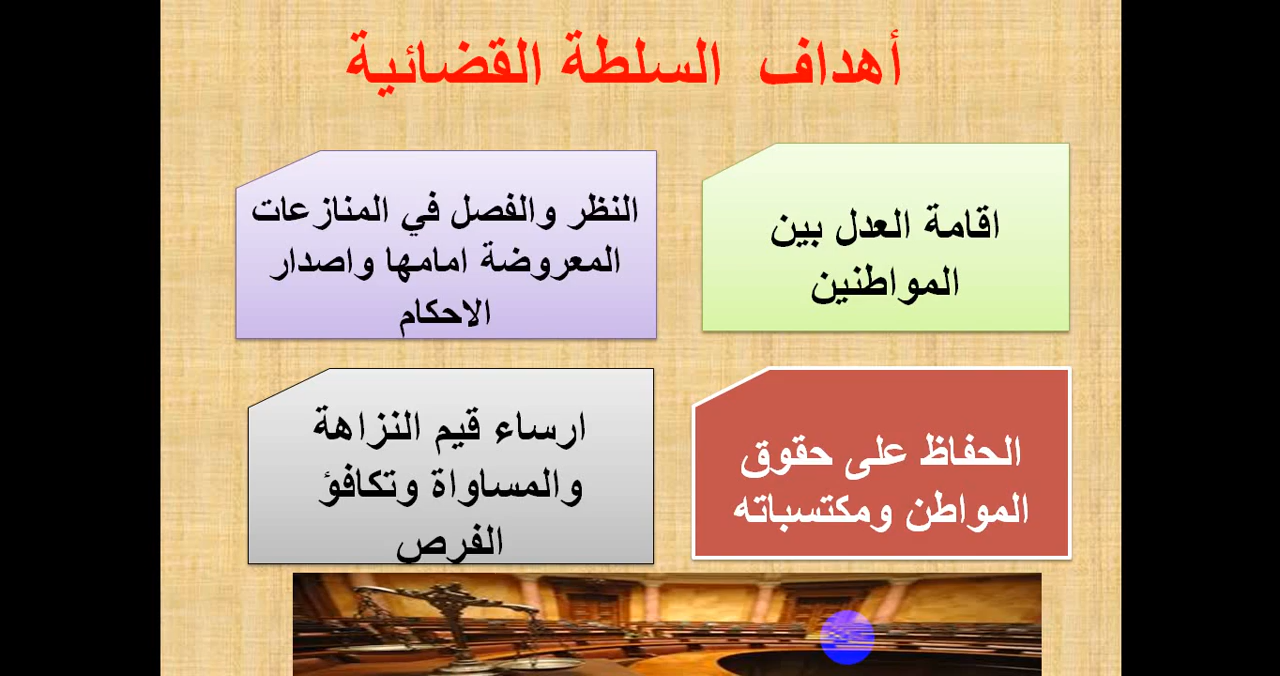 أهداف السلطة القضائية
اقامة العدل بين
المواطنين
النظر والفصل في المنازعات
المعروضة امامها واصدار
الاحكام
الحفاظ على حقوق
المواطن ومكتسباته
ارساء قيم النزاهة
والمساواة وتكافؤ
الفرص